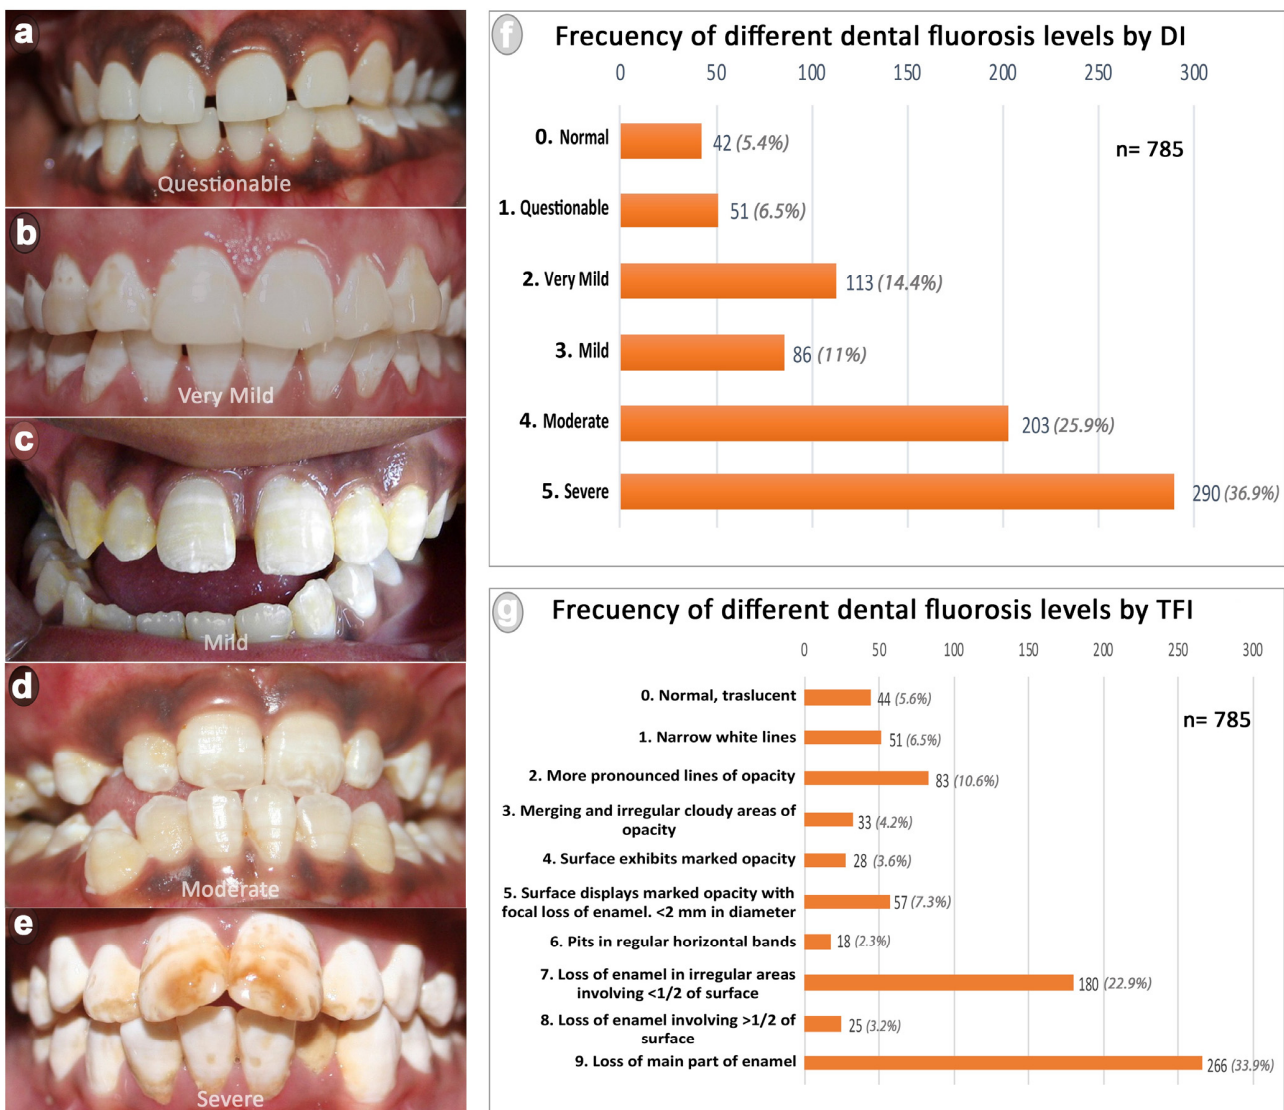 a
Questionable
b
Very Mild
c
Mild
d
Moderate
e
Severe
f
Frecuency of different dental fluorosis levels by DI
0 50 100 150 200 250 300
n= 785
0. Normal 42 (5.4%)
1. Questionable 51 (6.5%)
2. Very Mild 113 (14.4%)
3. Mild 86 (11%)
4. Moderate 203 (25.9%)
5. Severe 290 (36.9%)
g
Frecuency of different dental fluorosis levels by TFI
0 50 100 150 200 250 300
n= 785
0. Normal, traslucent 44 (5.6%)
1. Narrow white lines 51 (6.5%)
2. More pronounced lines of opacity 83 (10.6%)
3. Merging and irregular cloudy areas of
opacity 33 (4.2%)
4. Surface exhibits marked opacity 28 (3.6%)
5. Surface displays marked opacity with
focal loss of enamel. <2 mm in diameter 57 (7.3%)
6. Pits in regular horizontal bands 18 (2.3%)
7. Loss of enamel in irregular areas
involving <1/2 of surface 180 (22.9%)
8. Loss of enamel involving >1/2 of
surface 25 (3.2%)
9. Loss of main part of enamel 266 (33.9%)